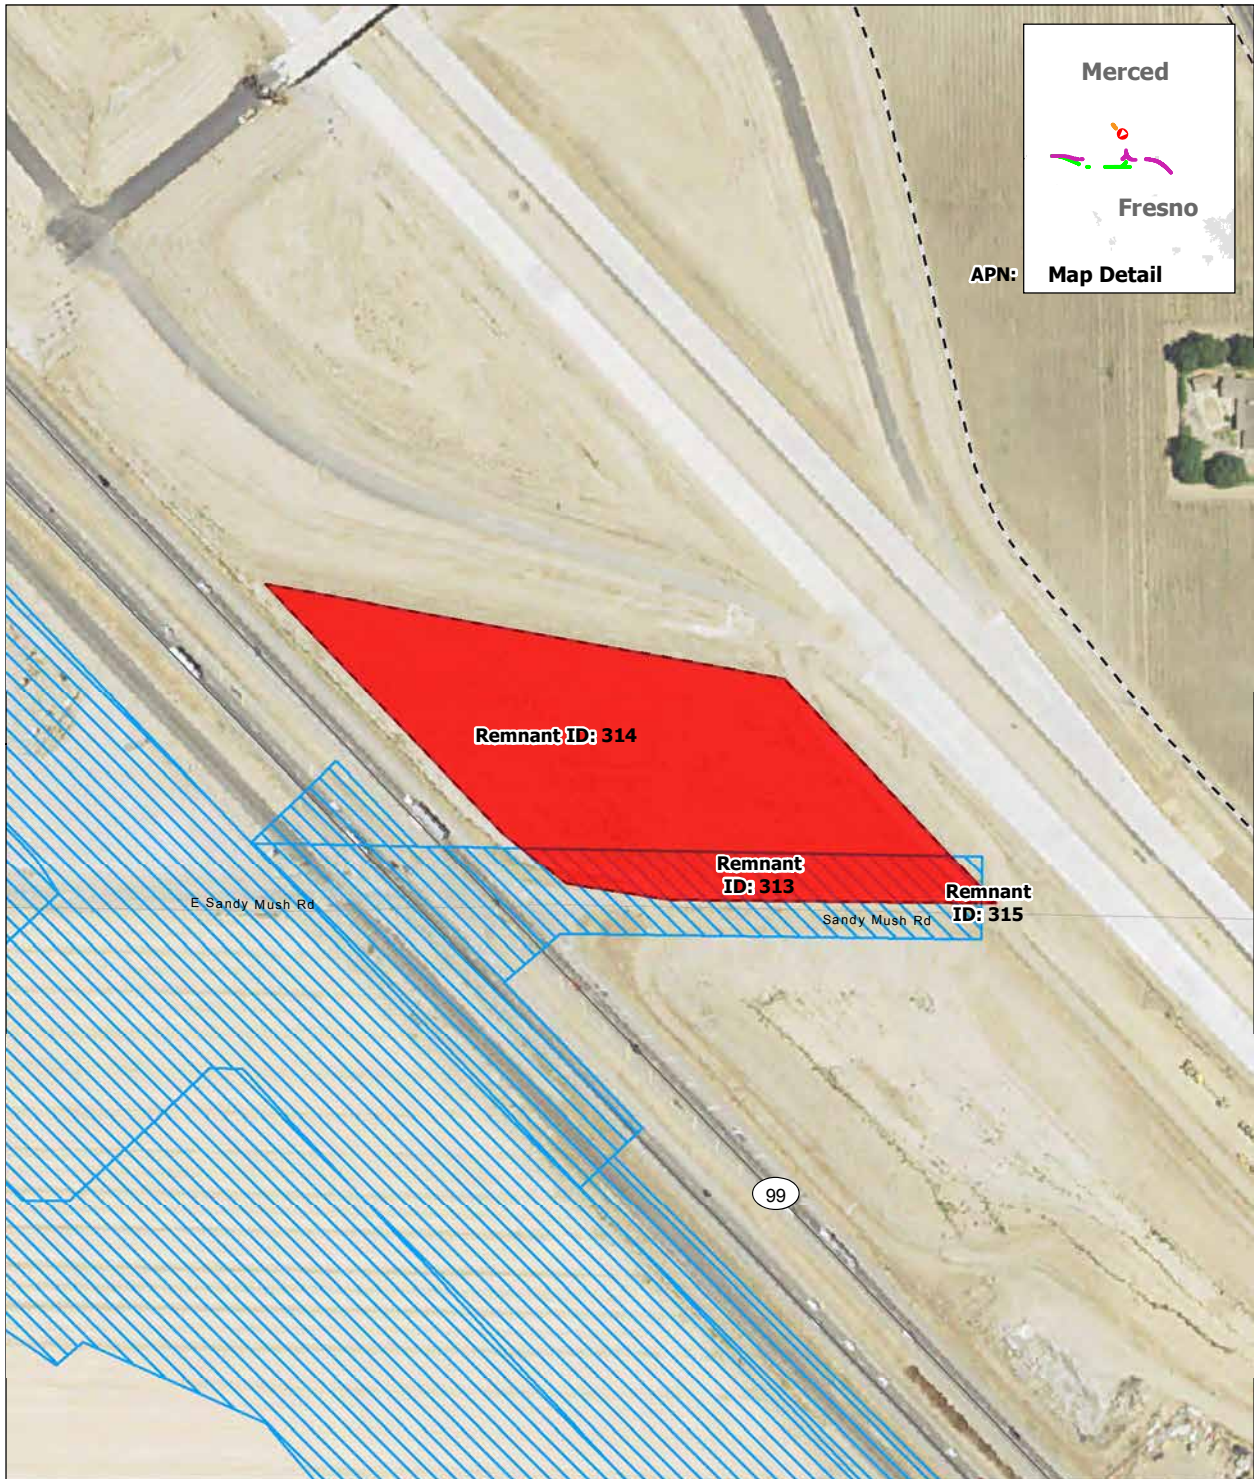 Merced
Fresno
APN:
Map Detail
Remnant ID: 314
Remnant
ID: 313
Remnant
ID: 315
E Sandy Mush Rd
Sandy Mush Rd
99